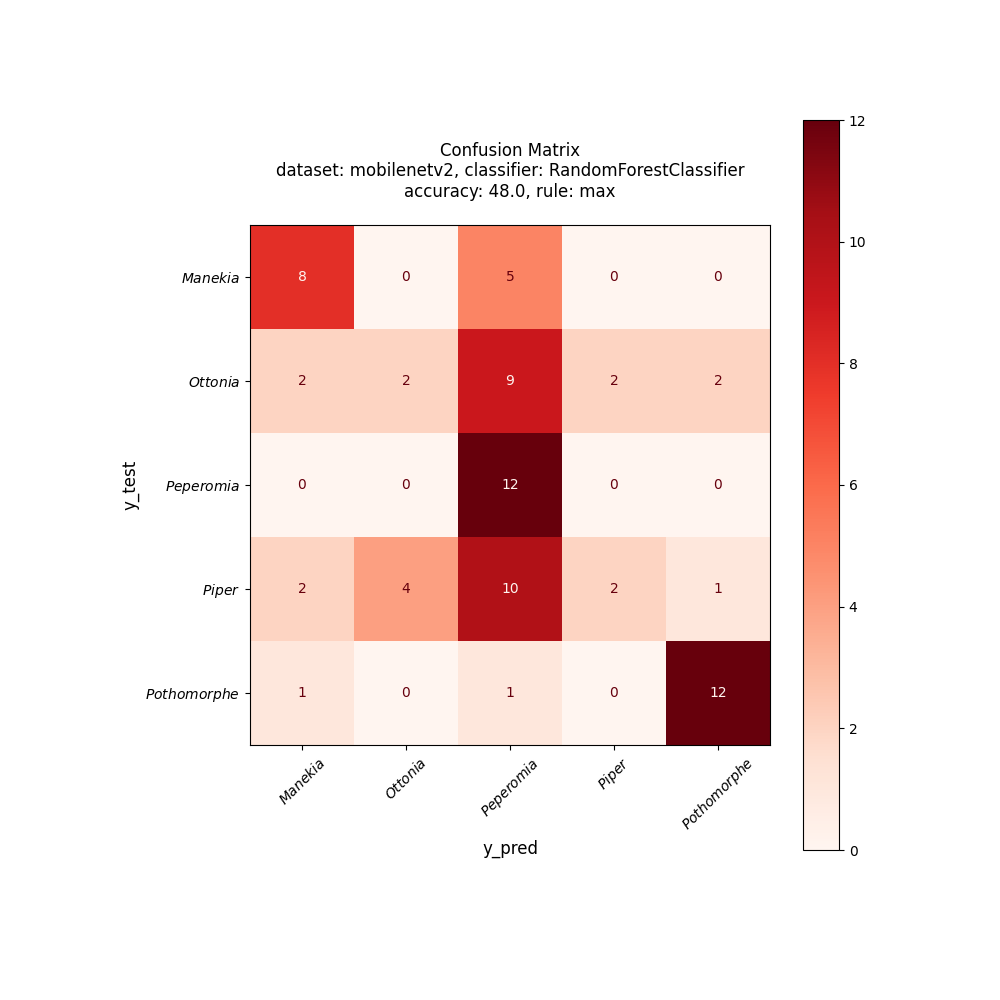 Confusion Matrix
dataset: mobilenetv2, classifier: RandomForestClassifier
accuracy: 48.0, rule: max
y_test
Manekia 8 0 5 0 0
Ottonia 2 2 9 2 2
Peperomia 0 0 12 0 0
Piper 2 4 10 2 1
Pothomorphe 1 0 1 0 12
Manekia Ottonia Peperomia Piper Pothomorphe
y_pred
12
10
8
6
4
2
0